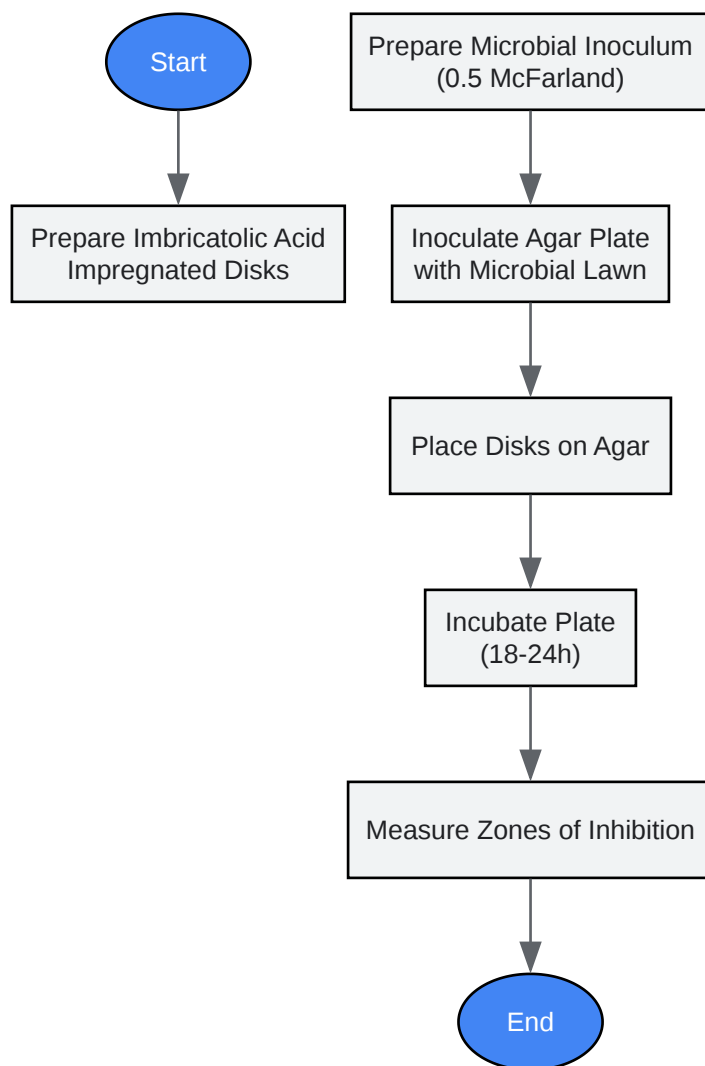 Start
Prepare Imbricatolic Acid
Impregnated Disks
Prepare Microbial Inoculum
(0.5 McFarland)
Inoculate Agar Plate
with Microbial Lawn
Place Disks on Agar
Incubate Plate
(18-24h)
Measure Zones of Inhibition
End